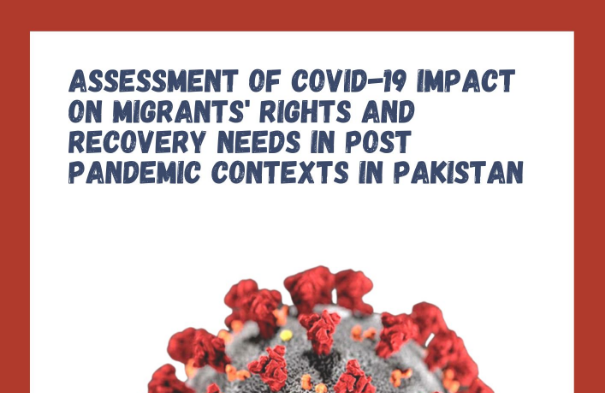 ASSESSMENT OF COVID-19 IMPACT
ON MIGRANTS' RIGHTS AND
RECOVERY NEEDS IN POST
PANDEMIC CONTEXTS IN PAKISTAN